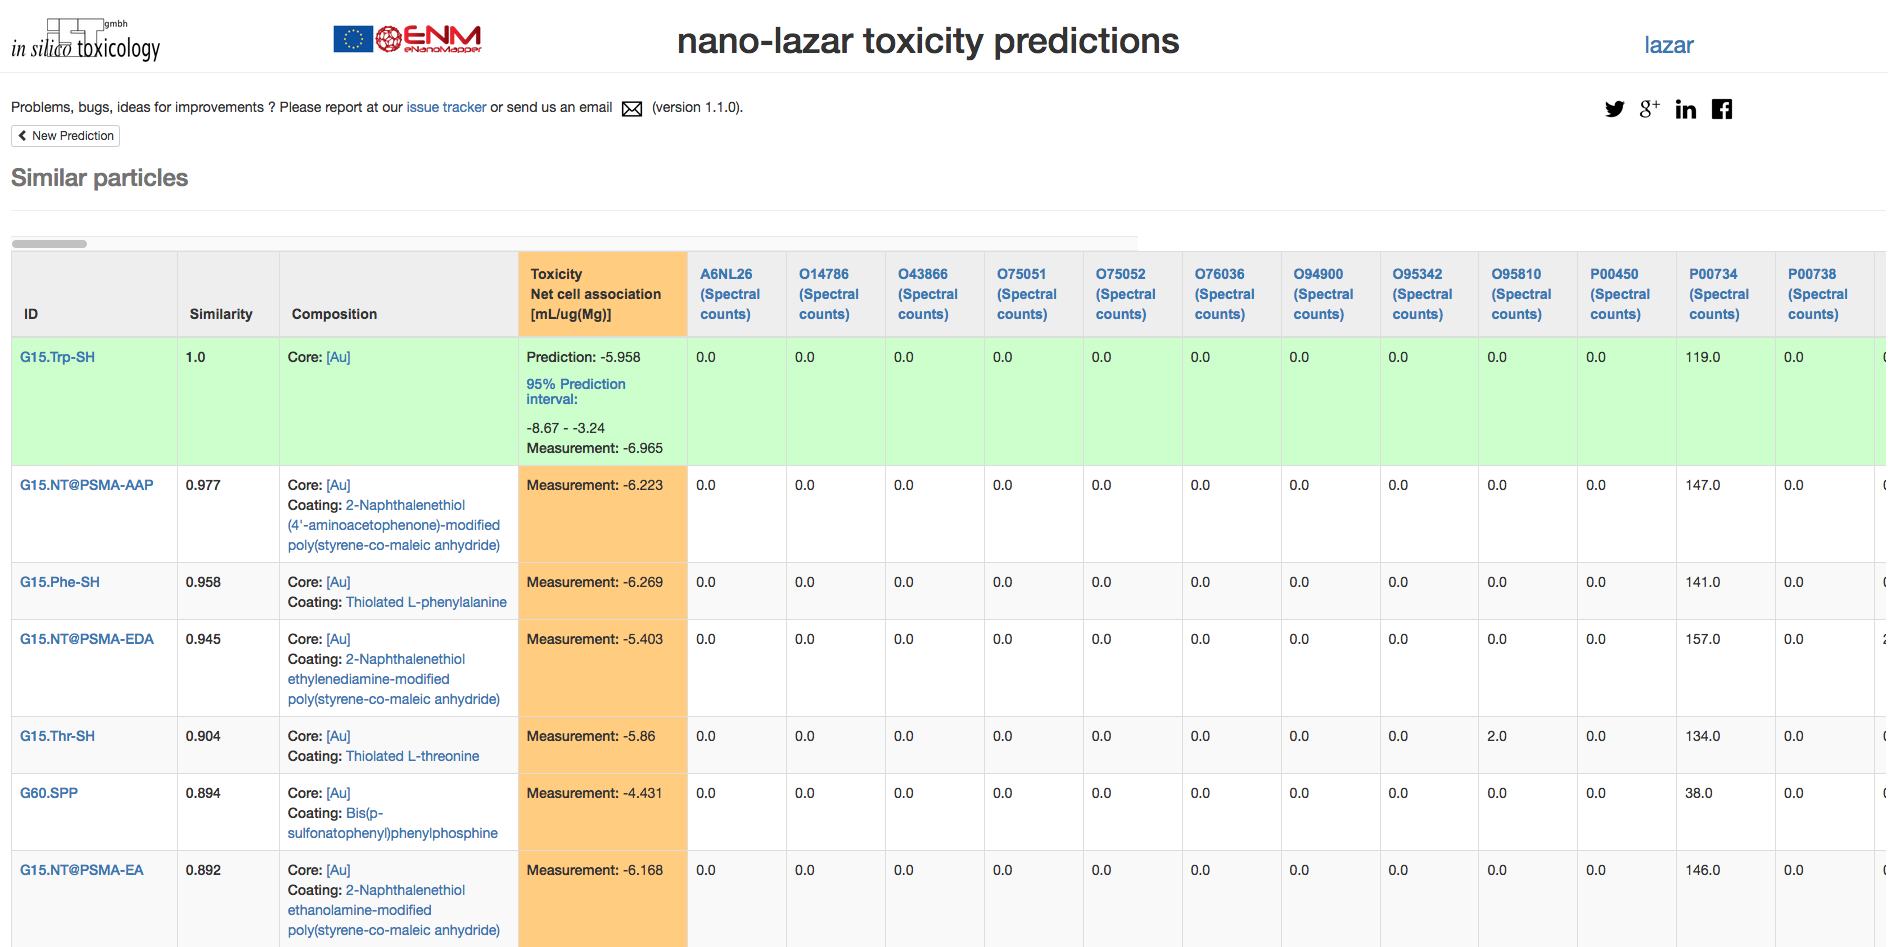 iST gmbh
in silico toxicology
ENM
eNanoMapper
nano-lazar toxicity predictions
lazar
Problems, bugs, ideas for improvements ? Please report at our issue tracker or send us an email (version 1.1.0).
g+ in f
New Prediction
Similar particles
ID Similarity Composition
Toxicity
Net cell association
[mL/ug(Mg)]
A6NL26
(Spectral
counts)
O14786
(Spectral
counts)
O43866
(Spectral
counts)
O75051
(Spectral
counts)
O75052
(Spectral
counts)
O76036
(Spectral
counts)
O94900
(Spectral
counts)
O95342
(Spectral
counts)
O95810
(Spectral
counts)
P00450
(Spectral
counts)
P00734
(Spectral
counts)
P00738
(Spectral
counts)
G15.Trp-SH 1.0 Core: [Au] Prediction: -5.958 0.0 0.0 0.0 0.0 0.0 0.0 0.0 0.0 0.0 0.0 119.0 0.0
95% Prediction
interval:
-8.67 - -3.24
Measurement: -6.965
G15.NT@PSMA-AAP 0.977 Core: [Au] Measurement: -6.223 0.0 0.0 0.0 0.0 0.0 0.0 0.0 0.0 0.0 0.0 147.0 0.0
Coating: 2-Naphthalenethiol
(4'-aminoacetophenone)-modified
poly(styrene-co-maleic anhydride)
G15.Phe-SH 0.958 Core: [Au] Measurement: -6.269 0.0 0.0 0.0 0.0 0.0 0.0 0.0 0.0 0.0 0.0 141.0 0.0
Coating: Thiolated L-phenylalanine
G15.NT@PSMA-EDA 0.945 Core: [Au] Measurement: -5.403 0.0 0.0 0.0 0.0 0.0 0.0 0.0 0.0 0.0 0.0 157.0 0.0
Coating: 2-Naphthalenethiol
ethylenediamine-modified
poly(styrene-co-maleic anhydride)
G15.Thr-SH 0.904 Core: [Au] Measurement: -5.86 0.0 0.0 0.0 0.0 0.0 0.0 0.0 0.0 2.0 0.0 134.0 0.0
Coating: Thiolated L-threonine
G60.SPP 0.894 Core: [Au] Measurement: -4.431 0.0 0.0 0.0 0.0 0.0 0.0 0.0 0.0 0.0 0.0 38.0 0.0
Coating: Bis(p-
sulfonatophenyl)phenylphosphine
G15.NT@PSMA-EA 0.892 Core: [Au] Measurement: -6.168 0.0 0.0 0.0 0.0 0.0 0.0 0.0 0.0 0.0 0.0 146.0 0.0
Coating: 2-Naphthalenethiol
ethanolamine-modified
poly(styrene-co-maleic anhydride)